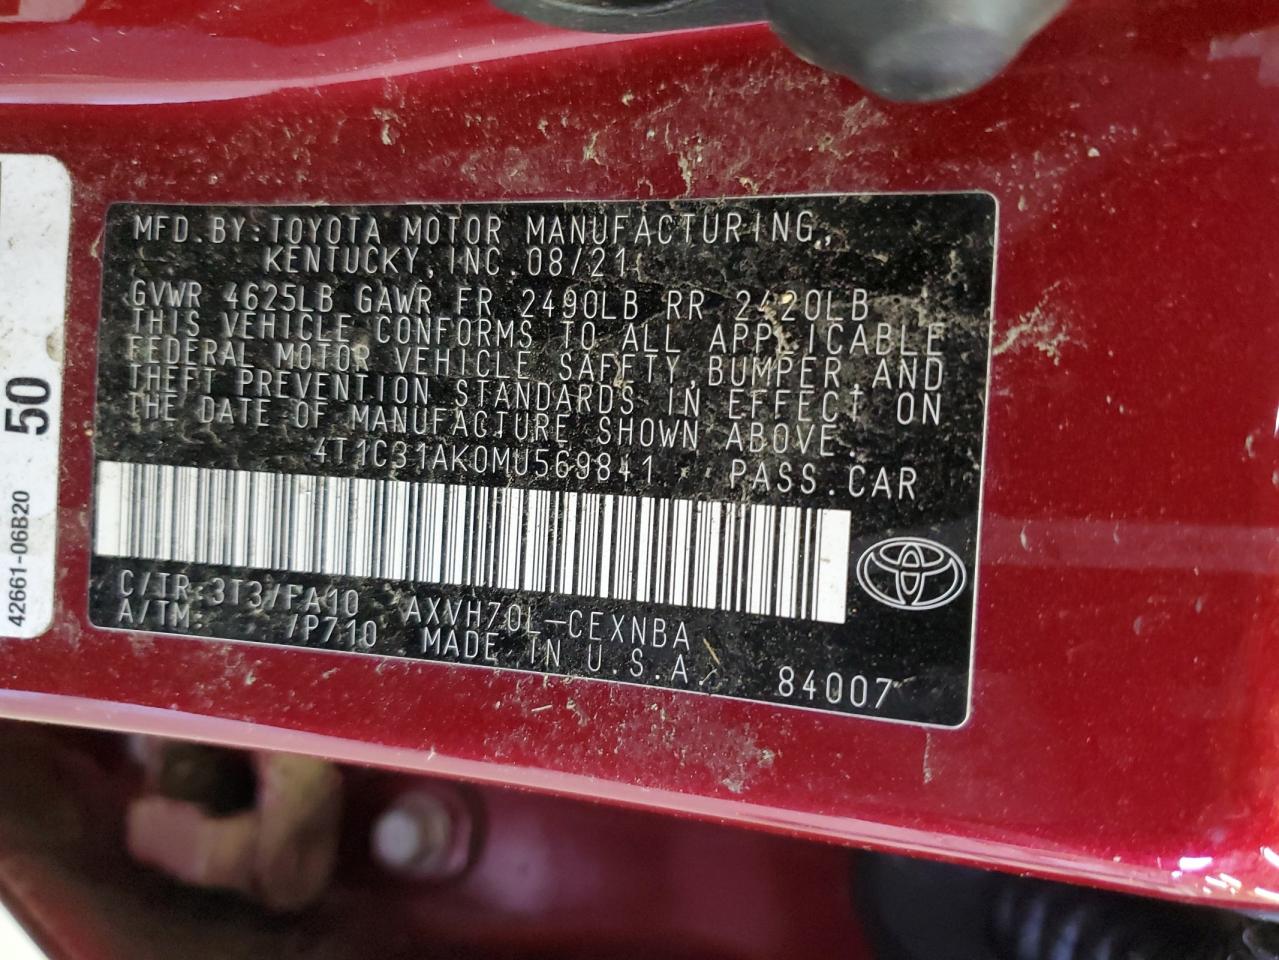 MFD.BY:TOYOTA MOTOR MANUFACTURING,
KENTUCKY,INC.08/21
GVWR 4625LB GAWR FR 2490LB RR 2420LB
THIS VEHICLE CONFORMS TO ALL APPLICABLE
FEDERAL MOTOR VEHICLE SAFETY,BUMPER,AND
THEFT PREVENTION STANDARDS IN EFFECT ON
THE DATE OF MANUFACTURE SHOWN ABOVE.
4T1C31AK0MU569841 PASS.CAR
C/TR:3T3/FA10 AXVH70L-CEXNBA
A/TM: /P710 MADE IN U.S.A.
84007
50
42661-06B20